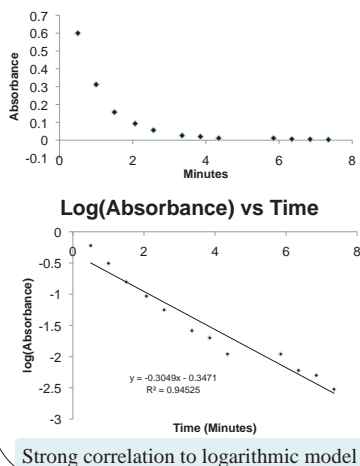 0.7
0.6
0.5
0.4
0.3
0.2
0.1
0
-0.1
0 2 4 6 8
Absorbance
Minutes
Log(Absorbance) vs Time
0 2 4 6 8
0
-0.5
-1
-1.5
-2
-2.5
-3
log(Absorbance)
y = -0.3049x - 0.3471
R² = 0.94525
Time (Minutes)
Strong correlation to logarithmic model